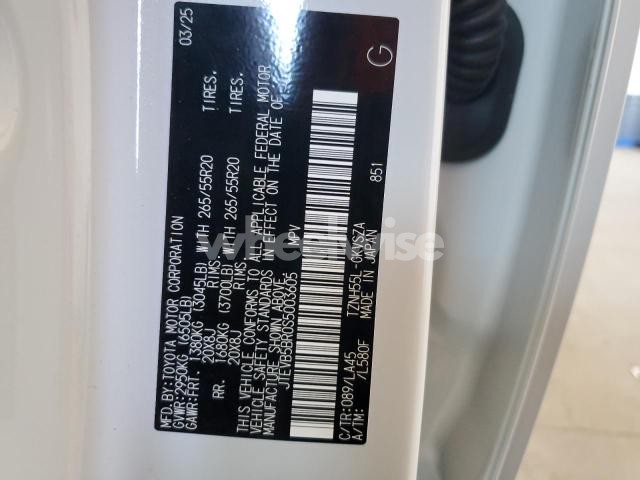 MFD.BY:TOYOTA MOTOR CORPORATION 03/25
GVWR:2950KG (6505LB)
GAWR:FRT. 1380KG (3045LB) WITH 265/55R20 TIRES.
20X8J RIMS.
RR. 1680KG (3700LB) WITH 265/55R20 TIRES.
20X8J RIMS.
THIS VEHICLE CONFORMS TO ALL APPLICABLE FEDERAL MOTOR
VEHICLE SAFETY STANDARDS IN EFFECT ON THE DATE OF
MANUFACTURE SHOWN ABOVE.
JTEVB5BR0S5003605 MPV
G
C/TR:089/LA45 TZNH55L-GKVSZA
A/TM: /L580F MADE IN JAPAN 851
wheelwise